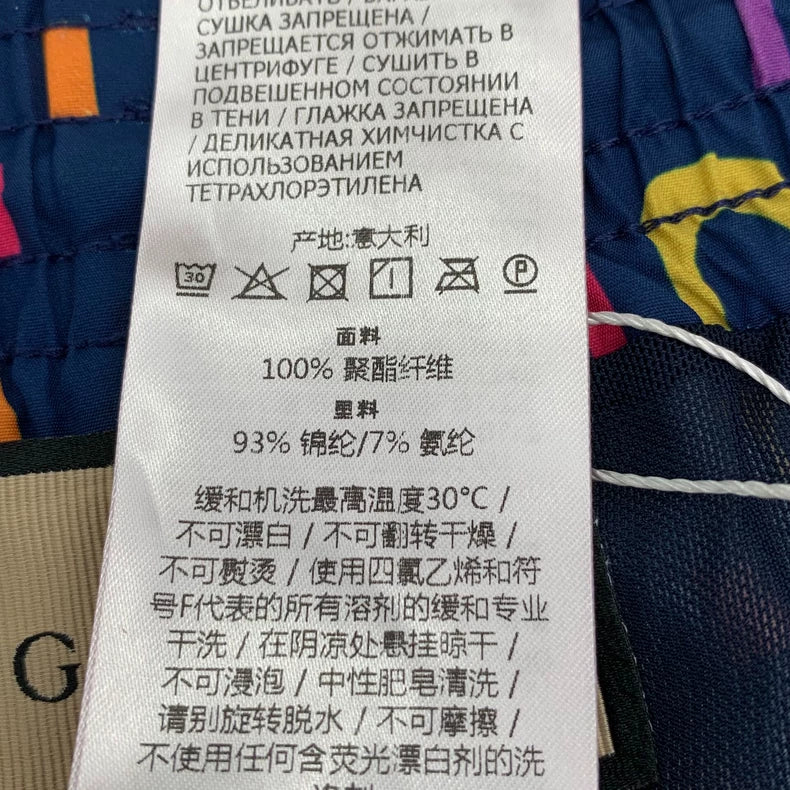 ОТБЕЛИВАТЬ /
СУШКА ЗАПРЕЩЕНА /
ЗАПРЕЩАЕТСЯ ОТЖИМАТЬ В
ЦЕНТРИФУГЕ / СУШИТЬ В
ПОДВЕШЕННОМ СОСТОЯНИИ
В ТЕНИ / ГЛАЖКА ЗАПРЕЩЕНА
/ ДЕЛИКАТНАЯ ХИМЧИСТКА С
ИСПОЛЬЗОВАНИЕМ
ТЕТРАХЛОРЭТИЛЕНА
产地:意大利
30
P
面料
100% 聚酯纤维
里料
93% 锦纶/7% 氨纶
缓和机洗最高温度30°C /
不可漂白 / 不可翻转干燥 /
不可熨烫 / 使用四氯乙烯和符
号F代表的所有溶剂的缓和专业
干洗 / 在阴凉处悬挂晾干 /
不可浸泡 / 中性肥皂清洗 /
请别旋转脱水 / 不可摩擦 /
不使用任何含荧光漂白剂的洗
G